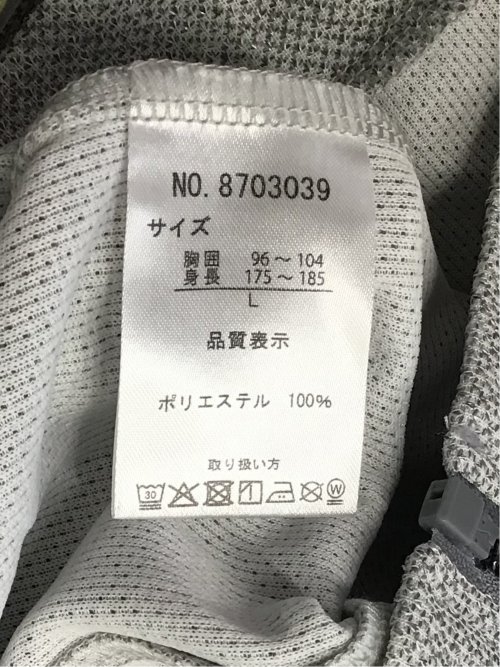 NO. 8703039
サイズ
胸囲 96〜104
身長 175〜185
L
品質表示
ポリエステル 100%
取り扱い方
30 W